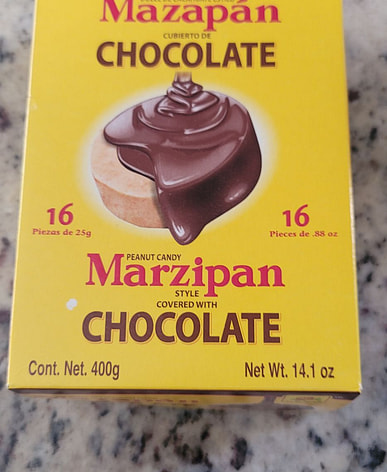 Mazapán
CUBIERTO DE
CHOCOLATE
16
Piezas de 25g
16
Pieces de .88 oz
PEANUT CANDY
Marzipan
STYLE
COVERED WITH
CHOCOLATE
Cont. Net. 400g
Net Wt. 14.1 oz